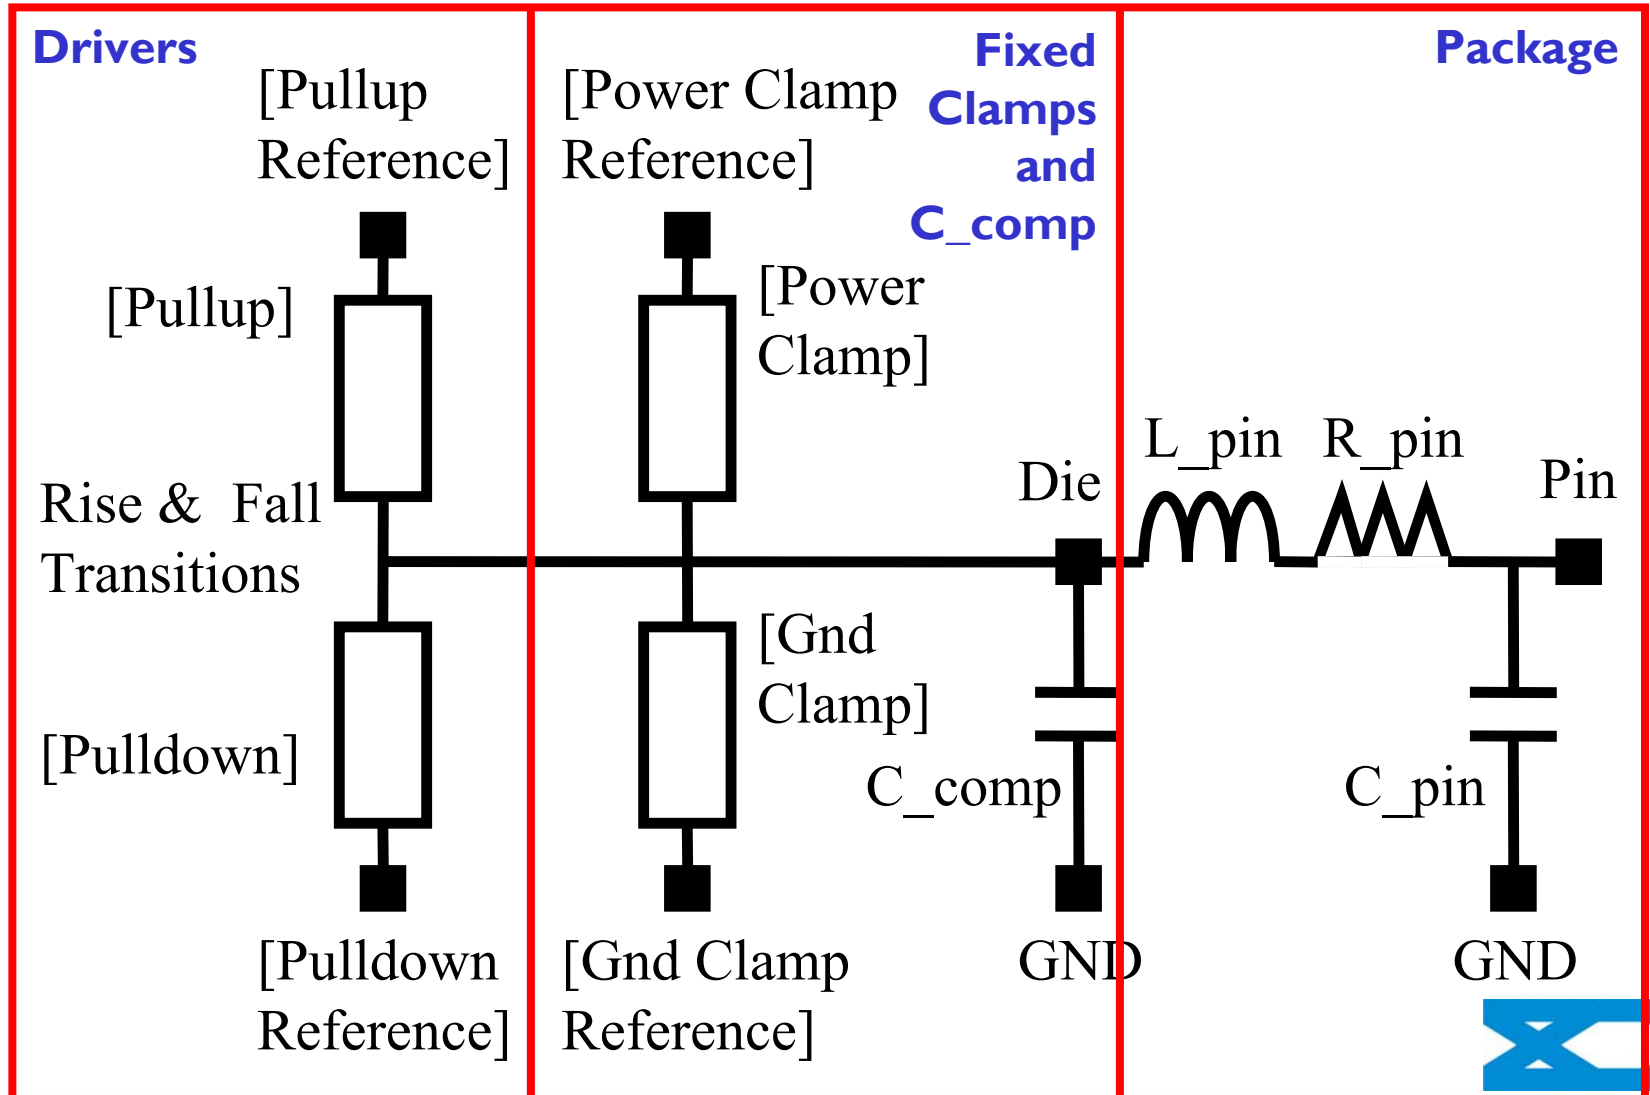 Drivers
[Pullup
Reference]
[Pullup]
Rise &  Fall
Transitions
[Pulldown]
[Pulldown
Reference]
Fixed
Clamps
and
C_comp
[Power Clamp
Reference]
[Power
Clamp]
Die
[Gnd
Clamp]
C_comp
[Gnd Clamp
Reference]
GND
Package
L_pin
R_pin
Pin
C_pin
GND